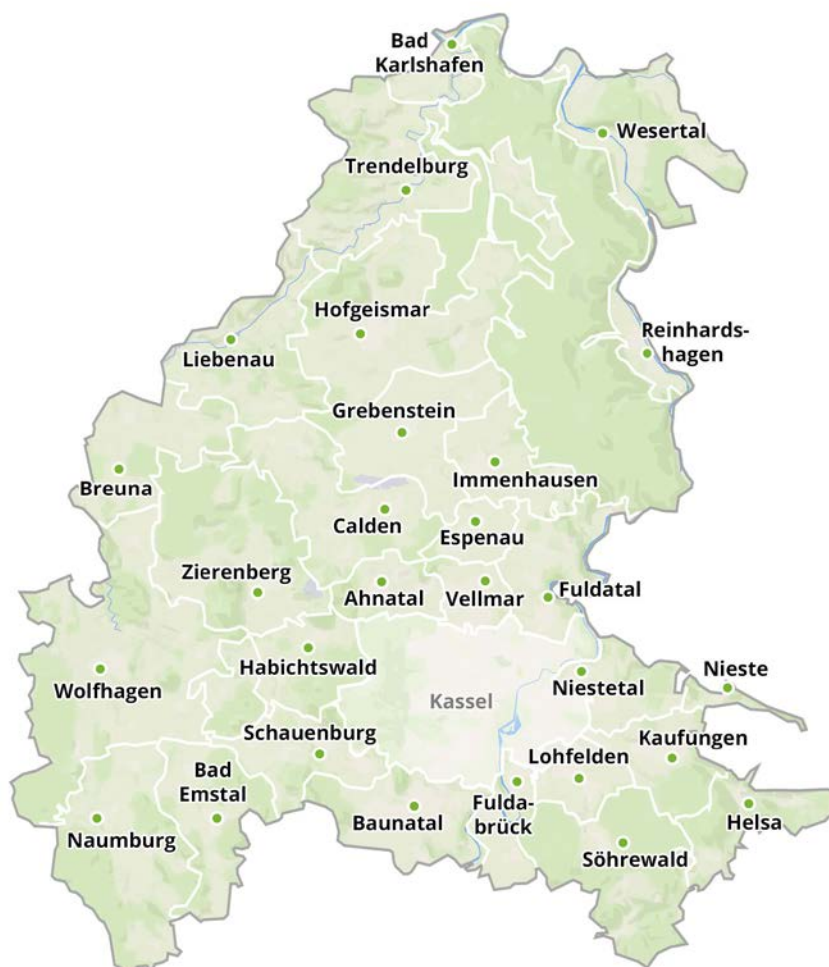 Bad
Karlshafen
Wesertal
Trendelburg
Hofgeismar
Reinhards-
hagen
Liebenau
Grebenstein
Immenhausen
Breuna
Calden
Espenau
Zierenberg
Ahnatal
Vellmar
Fuldatal
Habichtswald
Wolfhagen
Kassel
Niestetal
Nieste
Schauenburg
Lohfelden
Kaufungen
Bad
Emstal
Naumburg
Baunatal
Fulda-
brück
Helsa
Söhrewald